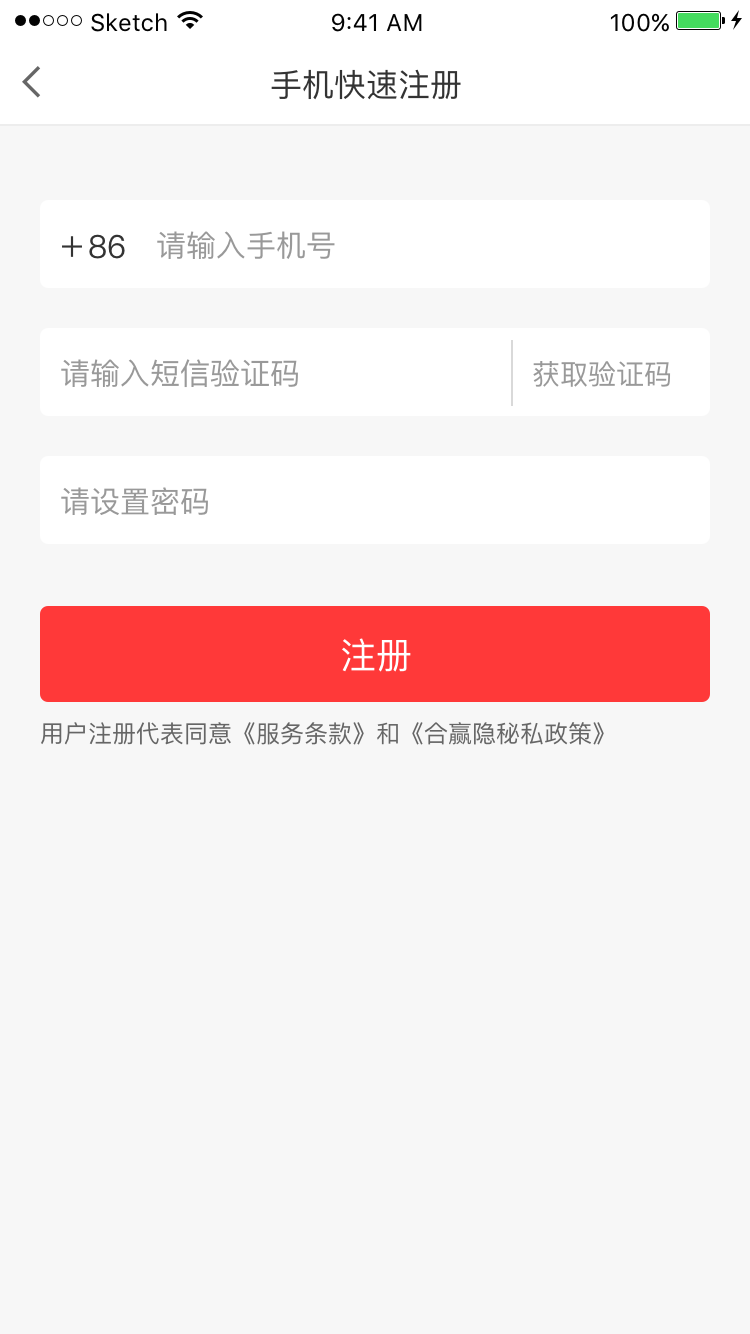 Sketch 9:41 AM 100%
手机快速注册
+86 请输入手机号
请输入短信验证码 获取验证码
请设置密码
注册
用户注册代表同意《服务条款》和《合赢隐秘私政策》